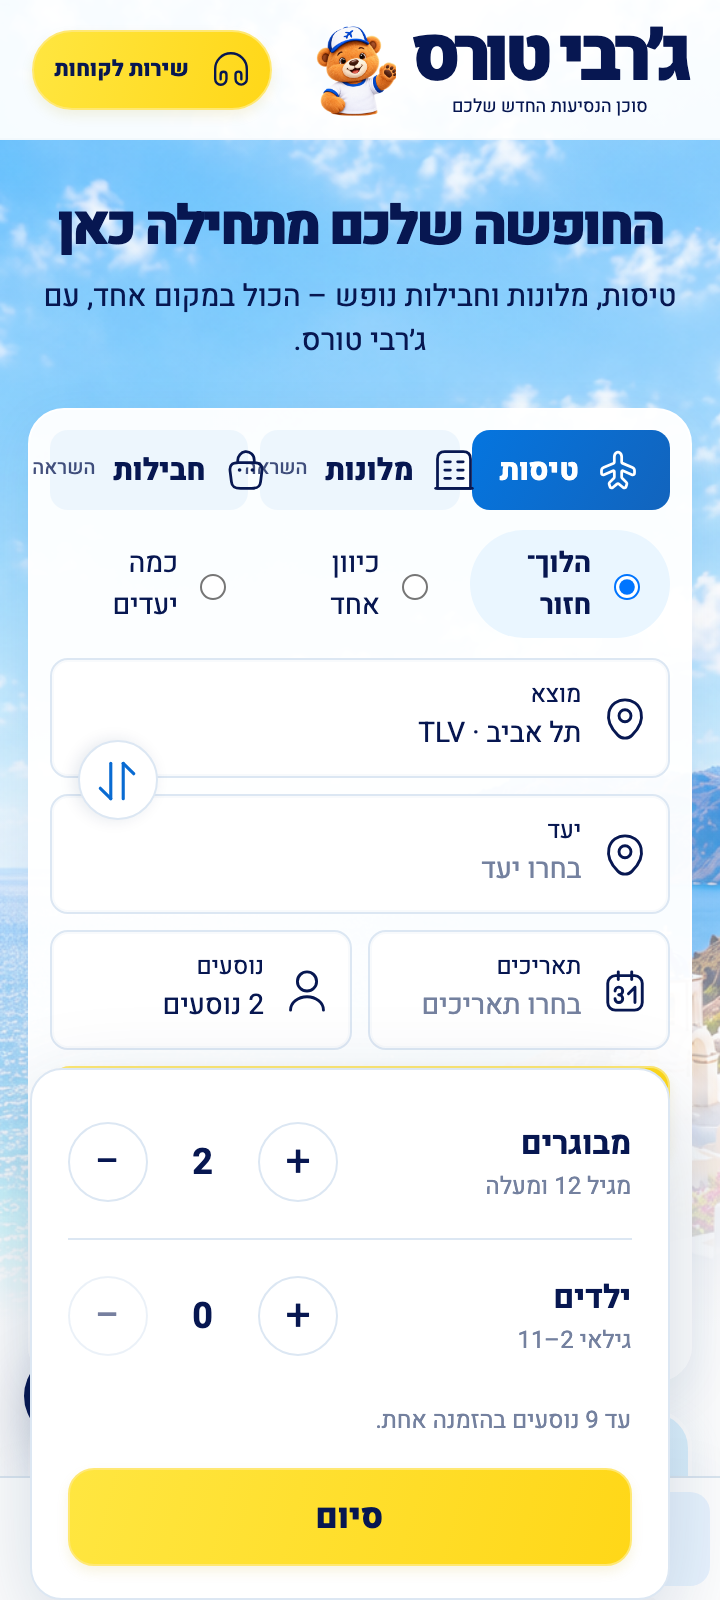 ג׳רבי טורס
סוכן הנסיעות החדש שלכם
שירות לקוחות
החופשה שלכם מתחילה כאן
טיסות, מלונות וחבילות נופש – הכול במקום אחד, עם
ג׳רבי טורס.
טיסות
מלונות השראה
חבילות השראה
הלוך־
חזור
כיוון
אחד
כמה
יעדים
מוצא
תל אביב · TLV
יעד
בחרו יעד
תאריכים
31
בחרו תאריכים
נוסעים
2 נוסעים
מבוגרים
מגיל 12 ומעלה
+ 2 −
ילדים
גילאי 2–11
+ 0 −
עד 9 נוסעים בהזמנה אחת.
סיום